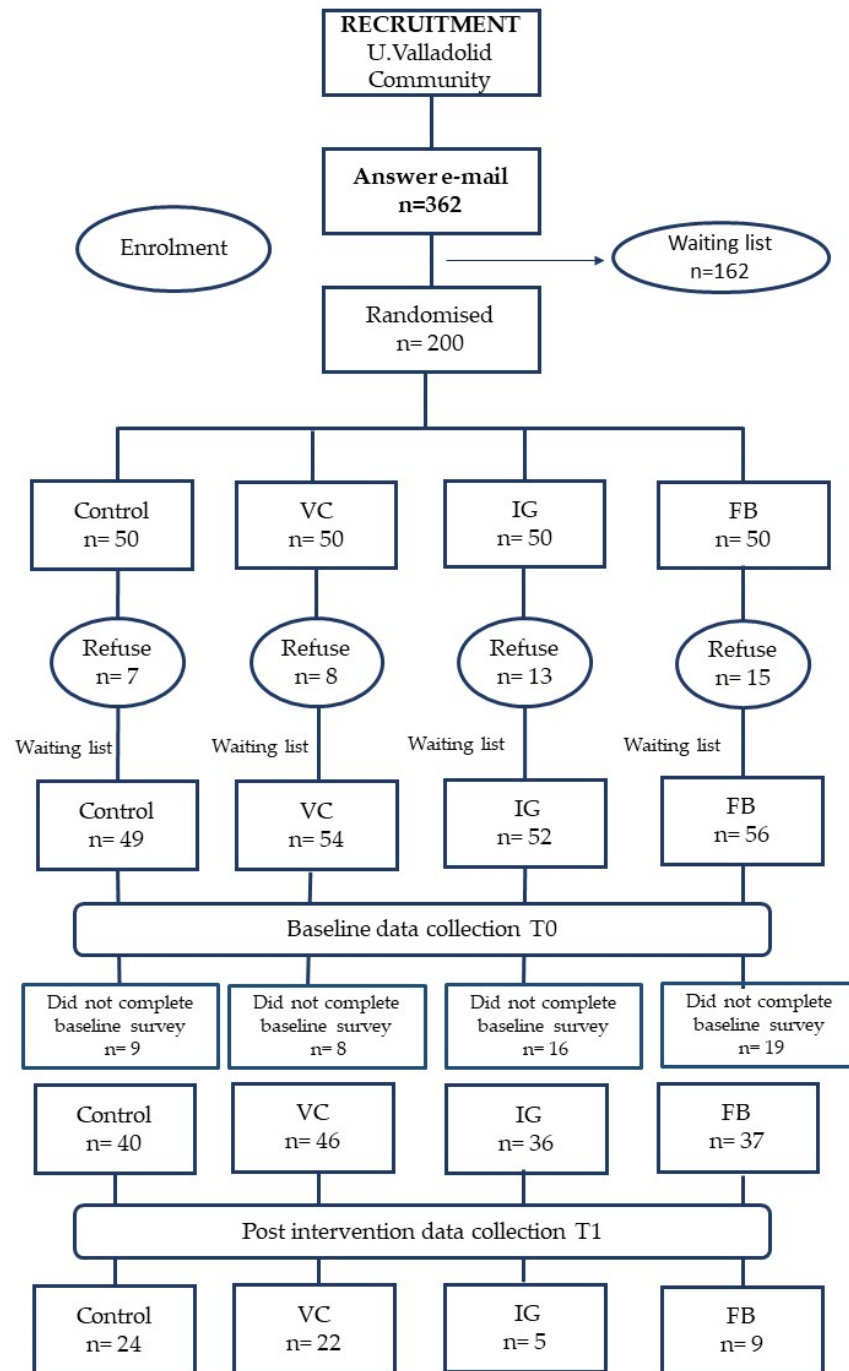 RECRUITMENT
U.Valladolid
Community
Answer e-mail
n=362
Enrolment
Waiting list
n=162
Randomised
n= 200
Control
n= 50
VC
n= 50
IG
n= 50
FB
n= 50
Refuse
n= 7
Refuse
n= 8
Refuse
n= 13
Refuse
n= 15
Waiting list
Waiting list
Waiting list
Waiting list
Control
n= 49
VC
n= 54
IG
n= 52
FB
n= 56
Baseline data collection T0
Did not complete
baseline survey
n= 9
Did not complete
baseline survey
n= 8
Did not complete
baseline survey
n= 16
Did not complete
baseline survey
n= 19
Control
n= 40
VC
n= 46
IG
n= 36
FB
n= 37
Post intervention data collection T1
Control
n= 24
VC
n= 22
IG
n= 5
FB
n= 9